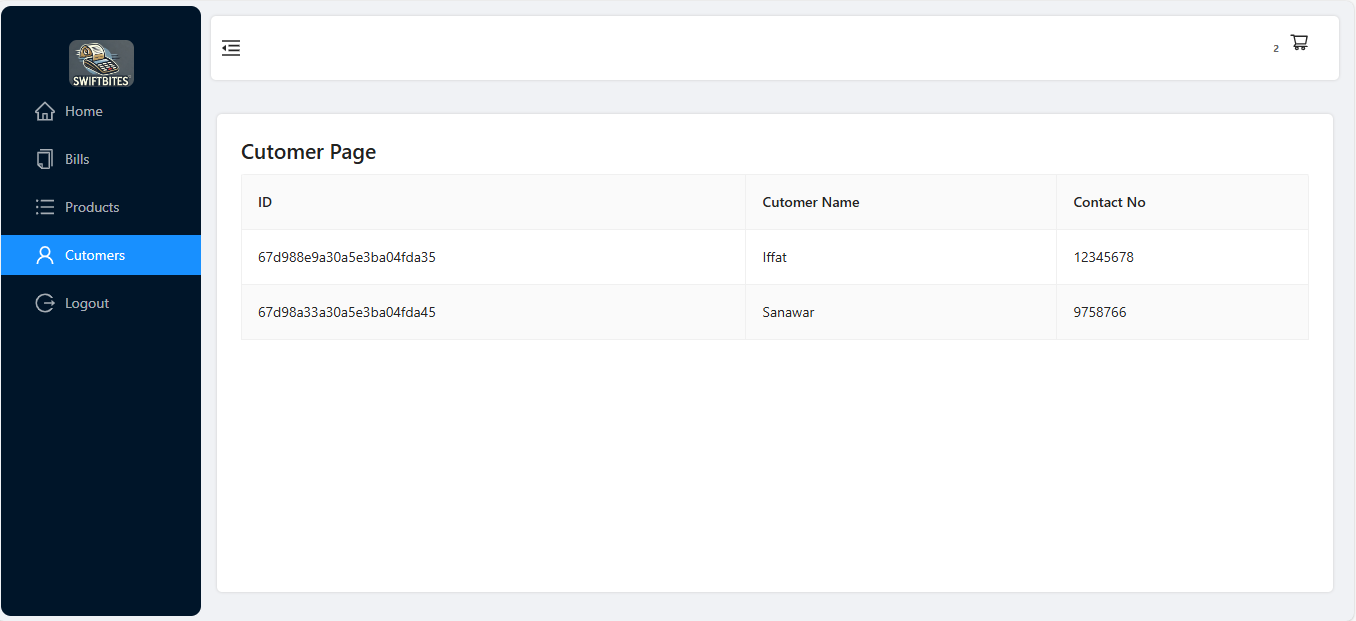 SWIFTBITES
Home
Bills
Products
Cutomers
Logout
2
Cutomer Page
ID Cutomer Name Contact No
67d988e9a30a5e3ba04fda35 Iffat 12345678
67d98a33a30a5e3ba04fda45 Sanawar 9758766